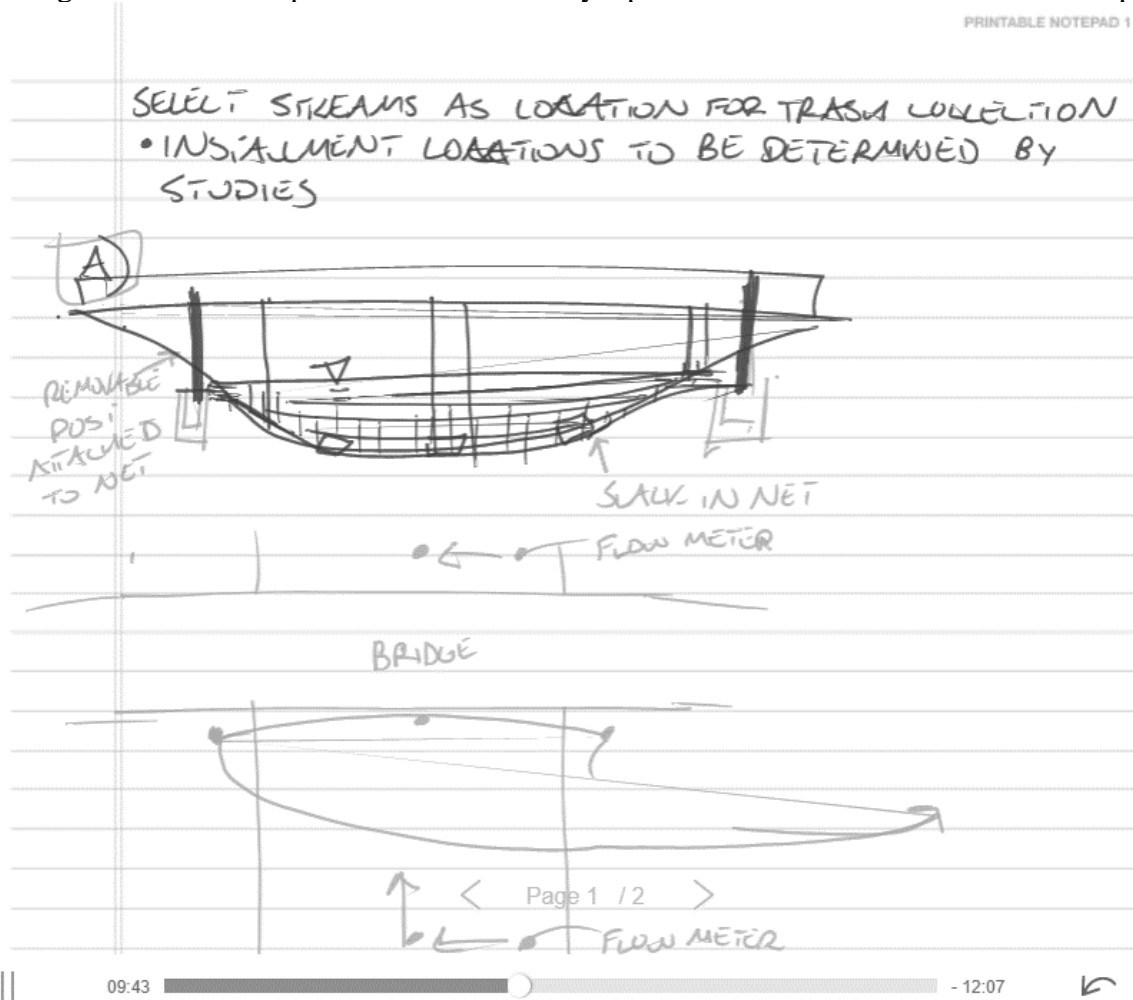 PRINTABLE NOTEPAD 1
SELECT STREAMS AS LOCATION FOR TRASH COLLECTION
• INSTALLMENT LOCATIONS TO BE DETERMINED BY
STUDIES
A)
REMOVABLE
POST
ATTACHED
TO NET
SLACK IN NET
FLOW METER
BRIDGE
Page 1 / 2
FLOW METER
09:43
- 12:07